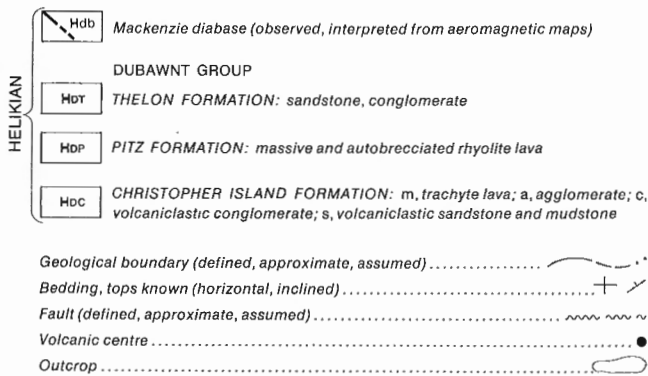 HELIKIAN
Hdb Mackenzie diabase (observed, interpreted from aeromagnetic maps)
DUBAWNT GROUP
HDT THELON FORMATION: sandstone, conglomerate
HDP PITZ FORMATION: massive and autobrecciated rhyolite lava
HDC CHRISTOPHER ISLAND FORMATION: m, trachyte lava; a, agglomerate; c,
volcaniclastic conglomerate; s, volcaniclastic sandstone and mudstone
Geological boundary (defined, approximate, assumed)
Bedding, tops known (horizontal, inclined)
Fault (defined, approximate, assumed)
Volcanic centre
Outcrop